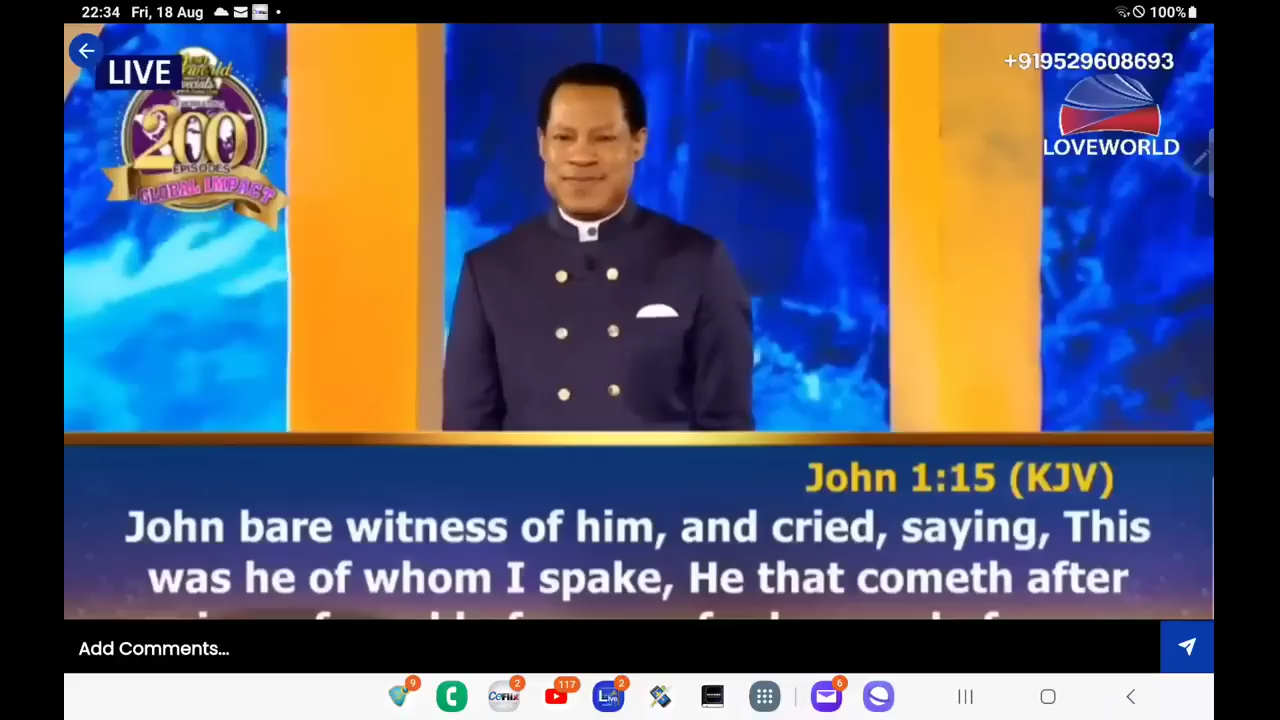 22:34 Fri, 18 Aug
100%
LIVE
200
EPISODES
GLOBAL IMPACT
+919529608693
LOVEWORLD
John 1:15 (KJV)
John bare witness of him, and cried, saying, This
was he of whom I spake, He that cometh after
Add Comments...
9
2
117
2
6